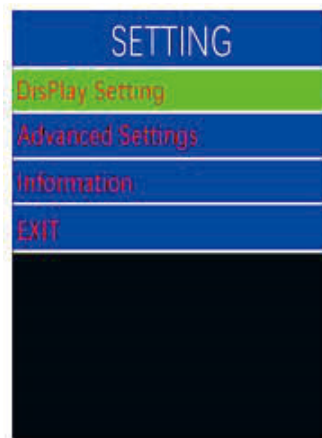 SETTING
DisPlay Setting
Advanced Settings
Information
EXIT